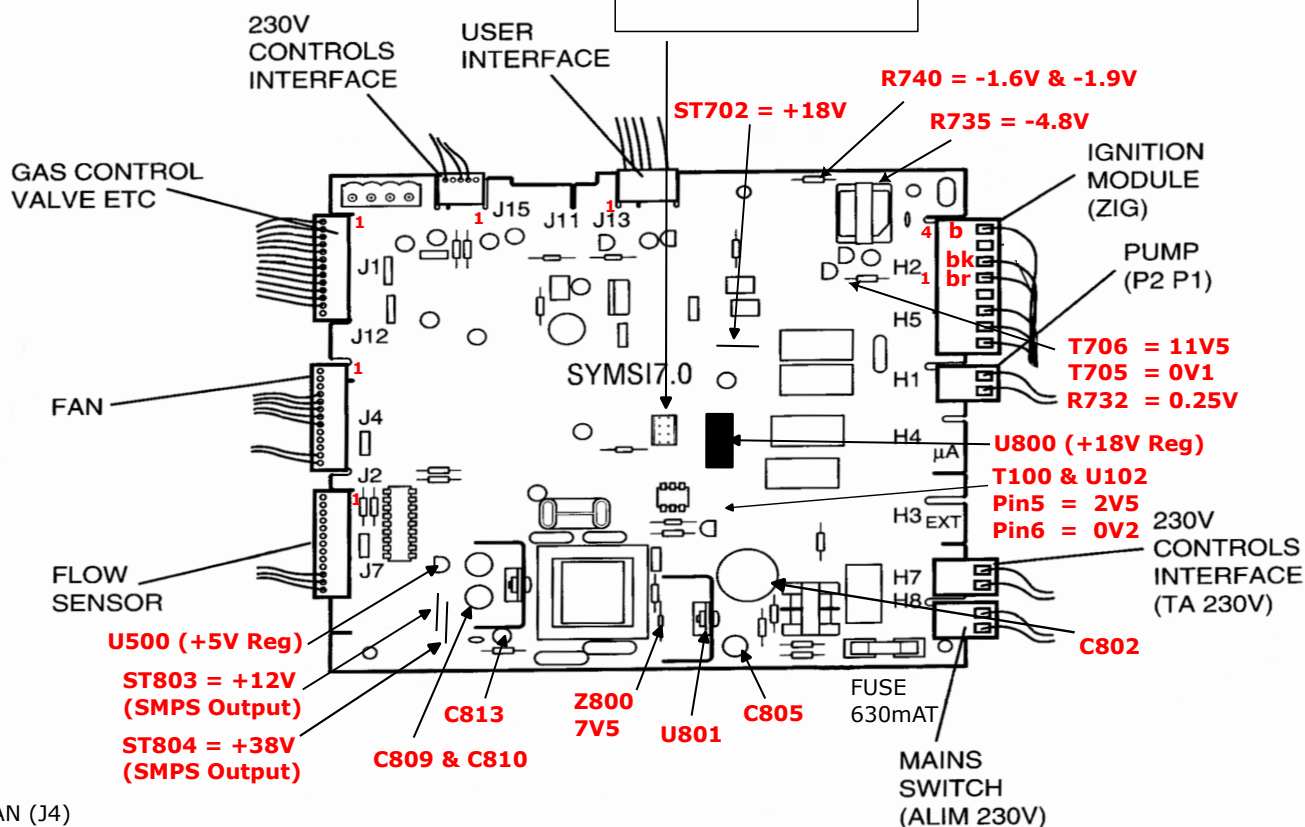 230V
CONTROLS
INTERFACE
USER
INTERFACE
R740 = -1.6V & -1.9V
ST702 = +18V
R735 = -4.8V
IGNITION
MODULE
(ZIG)
GAS CONTROL
VALVE ETC
1
J15
1
J11
J13
1
4
b
bk
H2
1
br
PUMP
(P2 P1)
J1
H5
J12
1
T706 = 11V5
T705 = 0V1
R732 = 0.25V
SYMSI7.0
H1
FAN
J4
H4
µA
U800 (+18V Reg)
J2
1
T100 & U102
Pin5 = 2V5
Pin6 = 0V2
H3
EXT
230V
CONTROLS
INTERFACE
(TA 230V)
FLOW
SENSOR
J7
H7
H8
U500 (+5V Reg)
C802
ST803 = +12V
(SMPS Output)
C813
Z800
7V5
U801
C805
FUSE
630mAT
ST804 = +38V
(SMPS Output)
C809 & C810
MAINS
SWITCH
(ALIM 230V)
AN (J4)